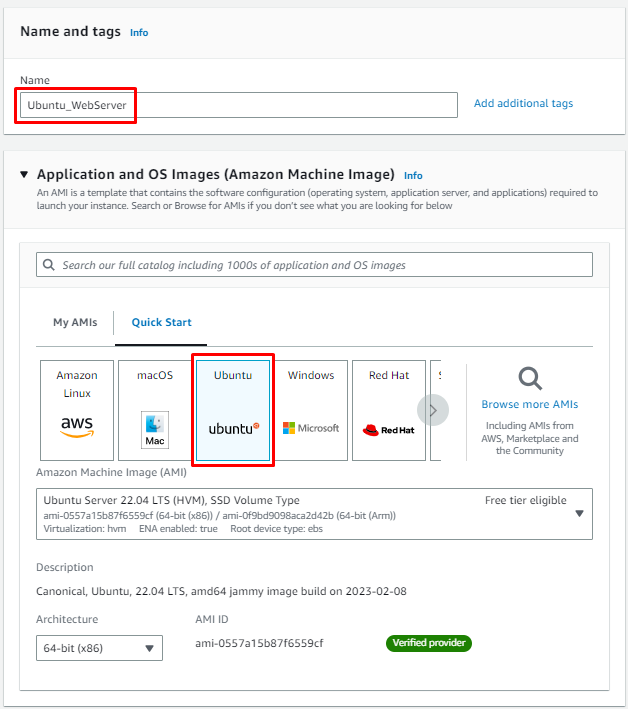 Name and tags Info
Name
Ubuntu_WebServer
Add additional tags
Application and OS Images (Amazon Machine Image) Info
An AMI is a template that contains the software configuration (operating system, application server, and applications) required to
launch your instance. Search or Browse for AMIs if you don't see what you are looking for below
Search our full catalog including 1000s of application and OS images
My AMIs
Quick Start
Amazon
Linux
aws
macOS
Mac
Ubuntu
ubuntu
Windows
Microsoft
Red Hat
Red Hat
S
Browse more AMIs
Including AMIs from
AWS, Marketplace and
the Community
Amazon Machine Image (AMI)
Ubuntu Server 22.04 LTS (HVM), SSD Volume Type
Free tier eligible
ami-0557a15b87f6559cf (64-bit (x86)) / ami-0f9bd9098aca2d42b (64-bit (Arm))
Virtualization: hvm ENA enabled: true Root device type: ebs
Description
Canonical, Ubuntu, 22.04 LTS, amd64 jammy image build on 2023-02-08
Architecture
AMI ID
64-bit (x86)
ami-0557a15b87f6559cf
Verified provider